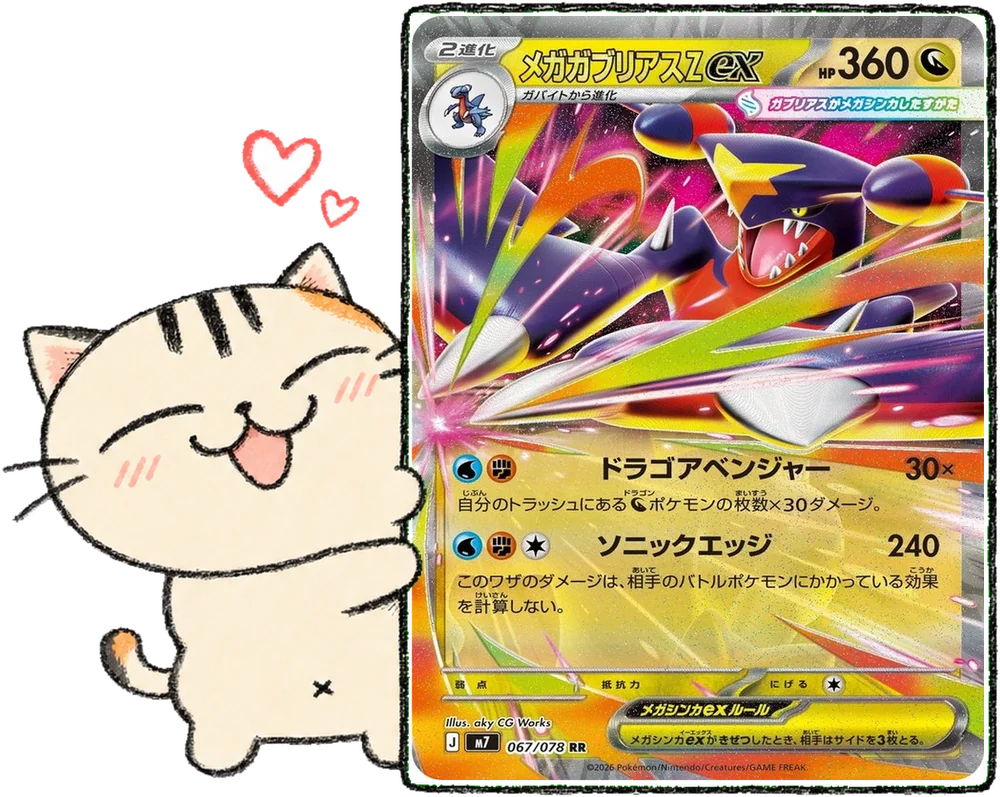 2進化
メガガブリアスZex
HP360
ガバイトから進化
ガブリアスがメガシンカしたすがた
ドラゴアベンジャー 30×
自分のトラッシュにあるポケモンの枚数×30ダメージ。
ソニックエッジ 240
このワザのダメージは、相手のバトルポケモンにかかっている効果
を計算しない。
弱点 抵抗力 にげる
メガシンカexルール
メガシンカexがきぜつしたとき、相手はサイドを3枚とる。
Illus. aky CG Works
J M7 067/078 RR
©2026 Pokémon/Nintendo/Creatures/GAME FREAK.